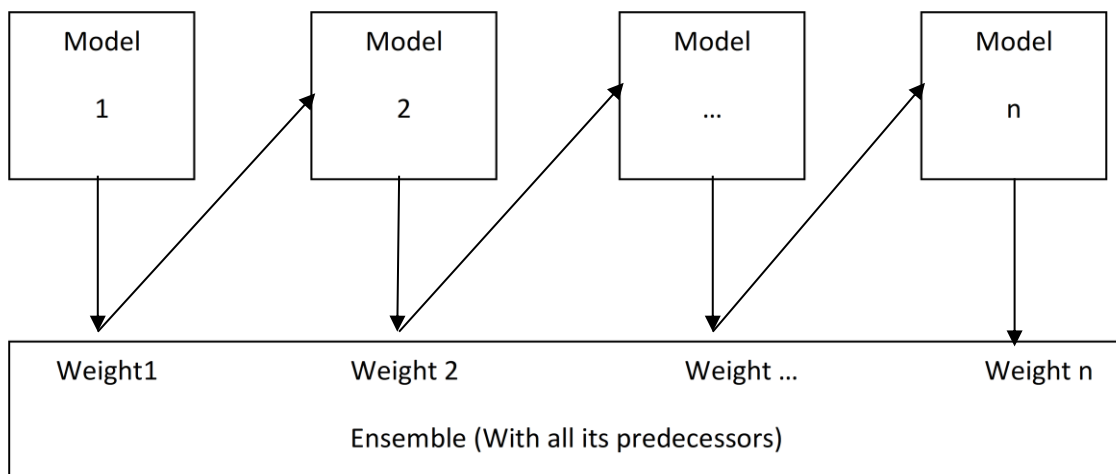 Model
1
Model
2
Model
...
Model
n
Weight1
Weight 2
Weight ...
Weight n
Ensemble (With all its predecessors)